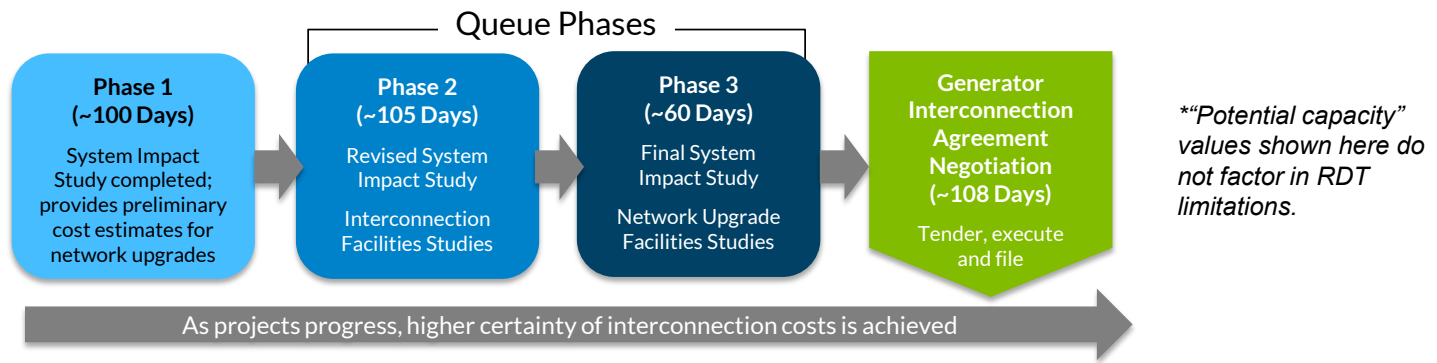 Queue Phases
Phase 1
(~100 Days)
System Impact
Study completed;
provides preliminary
cost estimates for
network upgrades
Phase 2
(~105 Days)
Revised System
Impact Study
Interconnection
Facilities Studies
Phase 3
(~60 Days)
Final System
Impact Study
Network Upgrade
Facilities Studies
Generator
Interconnection
Agreement
Negotiation
(~108 Days)
Tender, execute
and file
*“Potential capacity”
values shown here do
not factor in RDT
limitations.
As projects progress, higher certainty of interconnection costs is achieved